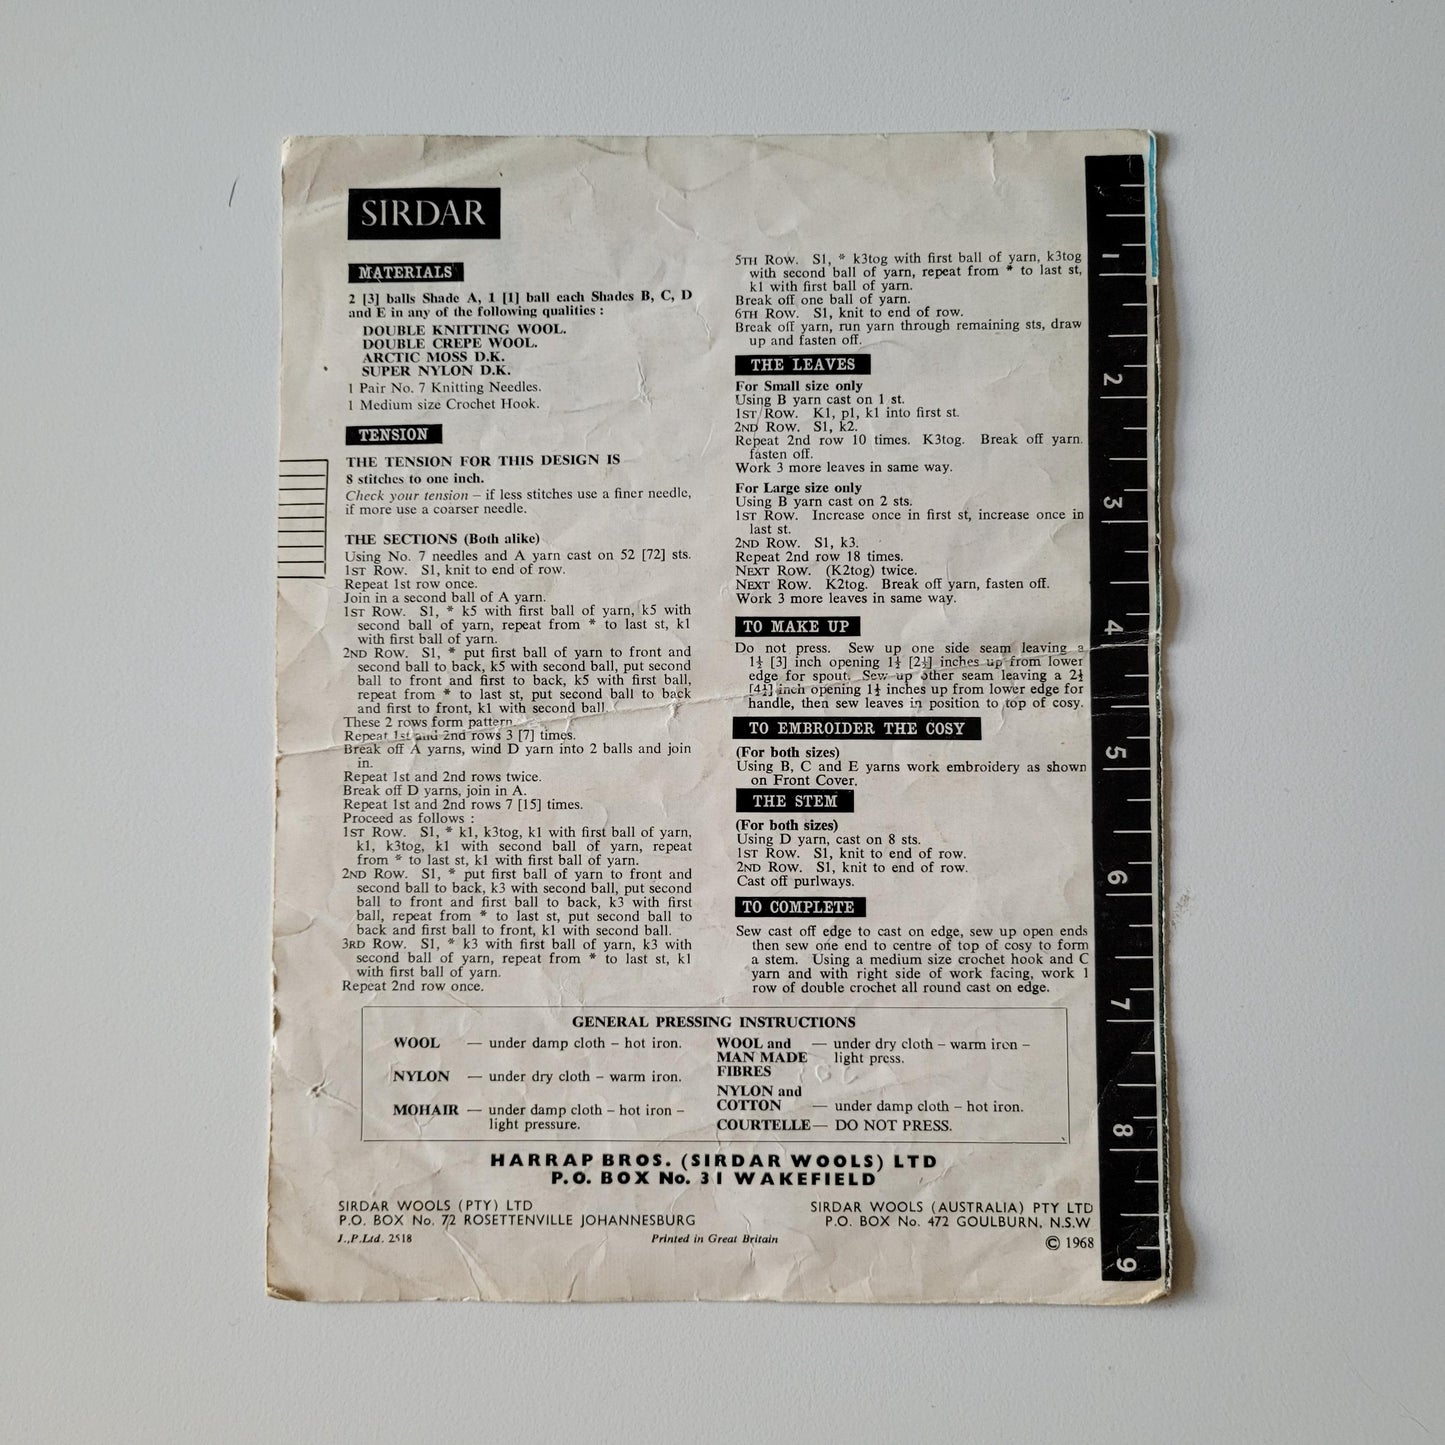 SIRDAR
MATERIALS
2 [3] balls Shade A, 1 [1] ball each Shades B, C, D
and E in any of the following qualities :
DOUBLE KNITTING WOOL.
DOUBLE CREPE WOOL.
ARCTIC MOSS D.K.
SUPER NYLON D.K.
1 Pair No. 7 Knitting Needles.
1 Medium size Crochet Hook.
TENSION
THE TENSION FOR THIS DESIGN IS
8 stitches to one inch.
Check your tension – if less stitches use a finer needle,
if more use a coarser needle.
THE SECTIONS (Both alike)
Using No. 7 needles and A yarn cast on 52 [72] sts.
1ST ROW. S1, knit to end of row.
Repeat 1st row once.
Join in a second ball of A yarn.
1ST ROW. S1, * k5 with first ball of yarn, k5 with
second ball of yarn, repeat from * to last st, k1
with first ball of yarn.
2ND ROW. S1, * put first ball of yarn to front and
second ball to back, k5 with second ball, put second
ball to front and first to back, k5 with first ball,
repeat from * to last st, put second ball to back
and first to front, k1 with second ball.
These 2 rows form pattern.
Repeat 1st and 2nd rows 3 [7] times.
Break off A yarns, wind D yarn into 2 balls and join
in.
Repeat 1st and 2nd rows twice.
Break off D yarns, join in A.
Repeat 1st and 2nd rows 7 [15] times.
Proceed as follows :
1ST ROW. S1, * k1, k3tog, k1 with first ball of yarn,
k1, k3tog, k1 with second ball of yarn, repeat
from * to last st, k1 with first ball of yarn.
2ND ROW. S1, * put first ball of yarn to front and
second ball to back, k3 with second ball, put second
ball to front and first ball to back, k3 with first
ball, repeat from * to last st, put second ball to
back and first ball to front, k1 with second ball.
3RD ROW. S1, * k3 with first ball of yarn, k3 with
second ball of yarn, repeat from * to last st, k1
with first ball of yarn.
Repeat 2nd row once.
5TH ROW. S1, * k3tog with first ball of yarn, k3tog
with second ball of yarn, repeat from * to last st,
k1 with first ball of yarn.
Break off one ball of yarn.
6TH ROW. S1, knit to end of row.
Break off yarn, run yarn through remaining sts, draw
up and fasten off.
THE LEAVES
For Small size only
Using B yarn cast on 1 st.
1ST ROW. K1, p1, k1 into first st.
2ND ROW. S1, k2.
Repeat 2nd row 10 times. K3tog. Break off yarn.
fasten off.
Work 3 more leaves in same way.
For Large size only
Using B yarn cast on 2 sts.
1ST ROW. Increase once in first st, increase once in
last st.
2ND ROW. S1, k3.
Repeat 2nd row 18 times.
NEXT ROW. (K2tog) twice.
NEXT ROW. K2tog. Break off yarn, fasten off.
Work 3 more leaves in same way.
TO MAKE UP
Do not press. Sew up one side seam leaving a
1½ [3] inch opening 1½ [2½] inches up from lower
edge for spout. Sew up other seam leaving a 2½
[4½] inch opening 1½ inches up from lower edge for
handle, then sew leaves in position to top of cosy.
TO EMBROIDER THE COSY
(For both sizes)
Using B, C and E yarns work embroidery as shown
on Front Cover.
THE STEM
(For both sizes)
Using D yarn, cast on 8 sts.
1ST ROW. S1, knit to end of row.
2ND ROW. S1, knit to end of row.
Cast off purlways.
TO COMPLETE
Sew cast off edge to cast on edge, sew up open ends
then sew one end to centre of top of cosy to form
a stem. Using a medium size crochet hook and C
yarn and with right side of work facing, work 1
row of double crochet all round cast on edge.
GENERAL PRESSING INSTRUCTIONS
WOOL — under damp cloth – hot iron.
NYLON — under dry cloth – warm iron.
MOHAIR — under damp cloth – hot iron –
light pressure.
WOOL and — under dry cloth – warm iron –
MAN MADE light press.
FIBRES
NYLON and
COTTON — under damp cloth – hot iron.
COURTELLE — DO NOT PRESS.
HARRAP BROS. (SIRDAR WOOLS) LTD
P.O. BOX No. 31 WAKEFIELD
SIRDAR WOOLS (PTY) LTD
P.O. BOX No. 72 ROSETTENVILLE JOHANNESBURG
SIRDAR WOOLS (AUSTRALIA) PTY LTD
P.O. BOX No. 472 GOULBURN, N.S.W
J.,P.Ltd. 2518
Printed in Great Britain
© 1968
1
2
3
4
5
6
7
8
9